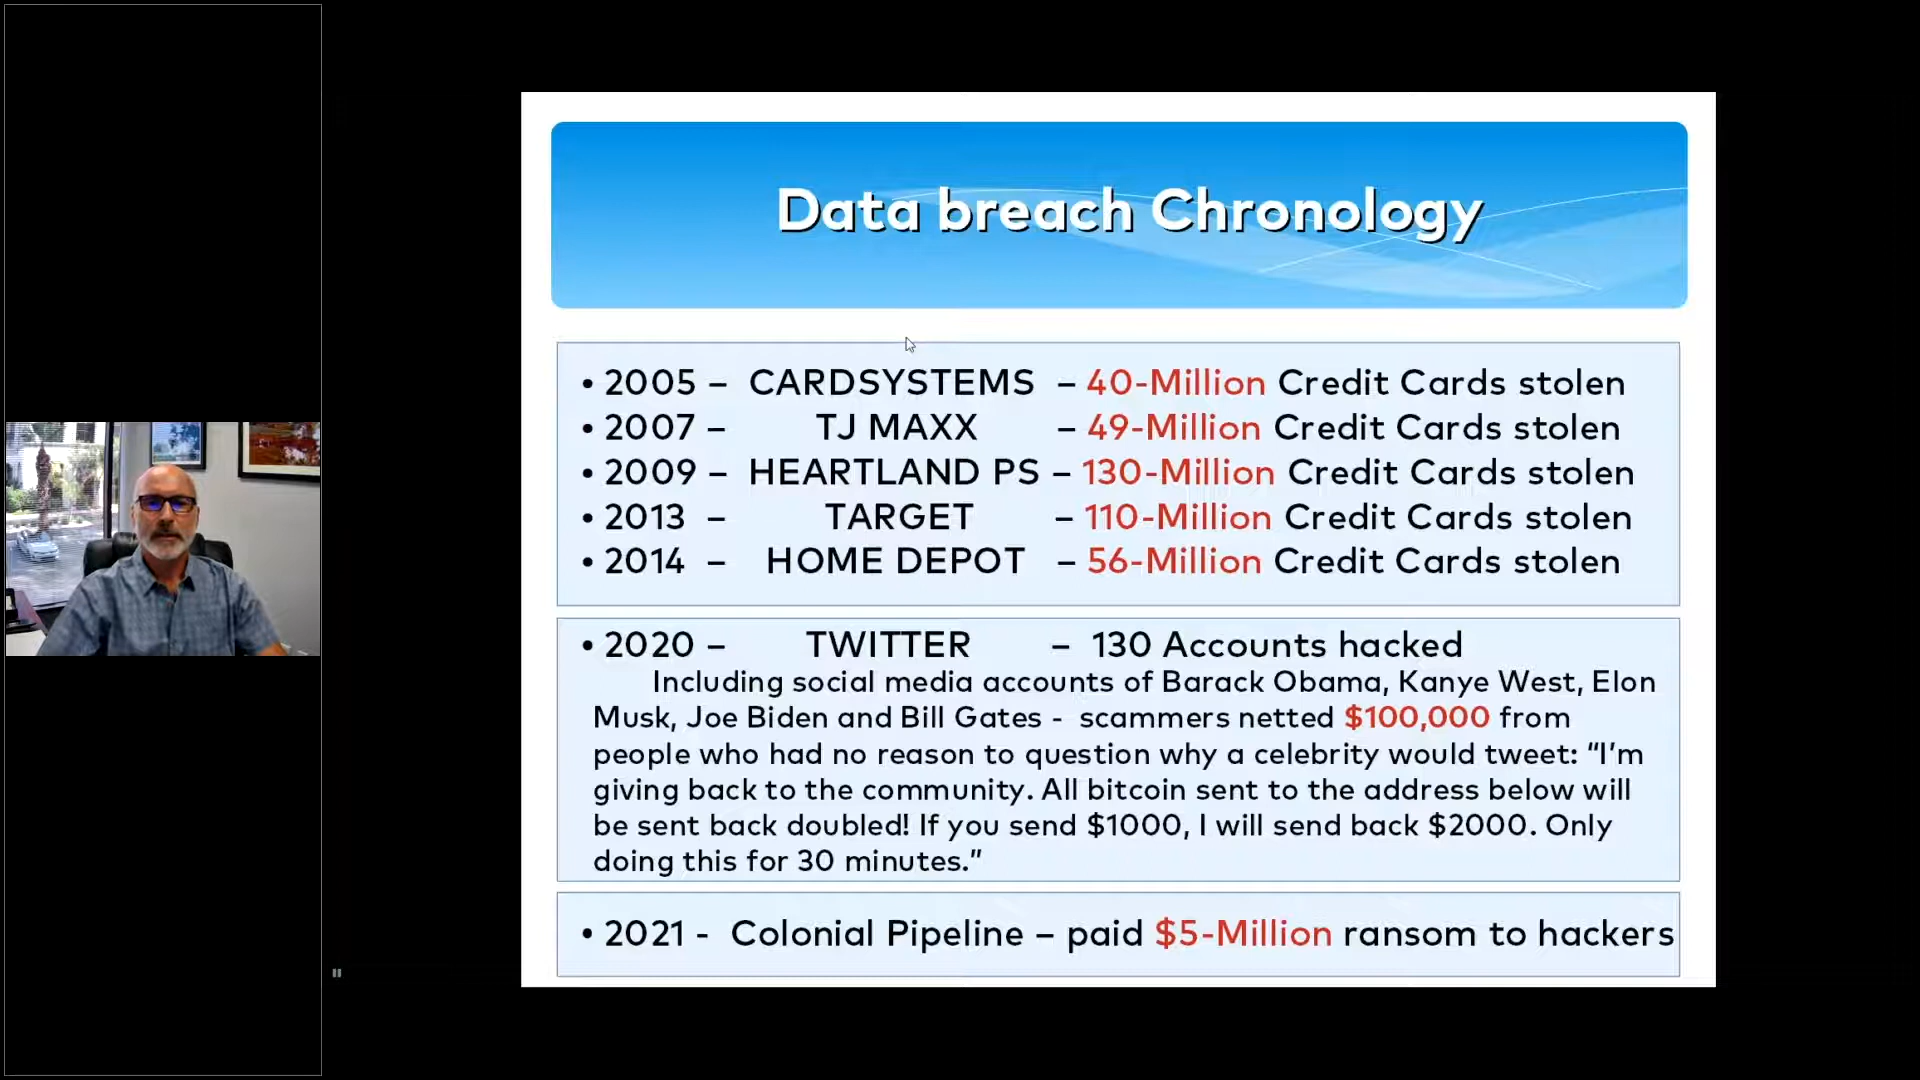 Data breach Chronology
• 2005 – CARDSYSTEMS – 40-Million Credit Cards stolen
• 2007 – TJ MAXX – 49-Million Credit Cards stolen
• 2009 – HEARTLAND PS – 130-Million Credit Cards stolen
• 2013 – TARGET – 110-Million Credit Cards stolen
• 2014 – HOME DEPOT – 56-Million Credit Cards stolen
• 2020 – TWITTER – 130 Accounts hacked
Including social media accounts of Barack Obama, Kanye West, Elon
Musk, Joe Biden and Bill Gates - scammers netted $100,000 from
people who had no reason to question why a celebrity would tweet: “I’m
giving back to the community. All bitcoin sent to the address below will
be sent back doubled! If you send $1000, I will send back $2000. Only
doing this for 30 minutes.”
• 2021 - Colonial Pipeline – paid $5-Million ransom to hackers